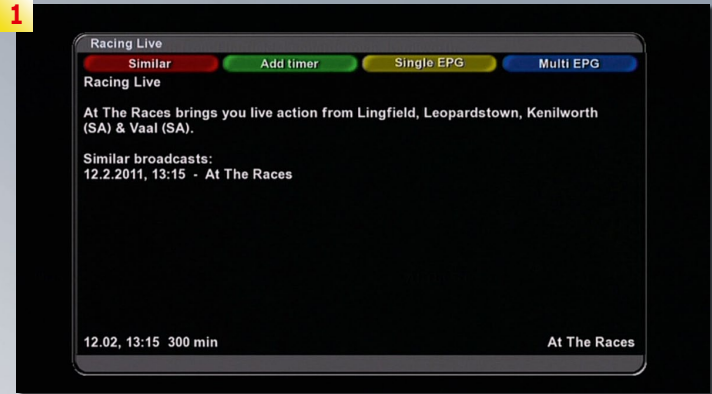 1
Racing Live
Similar Add timer Single EPG Multi EPG
Racing Live
At The Races brings you live action from Lingfield, Leopardstown, Kenilworth
(SA) & Vaal (SA).
Similar broadcasts:
12.2.2011, 13:15 - At The Races
12.02, 13:15 300 min At The Races